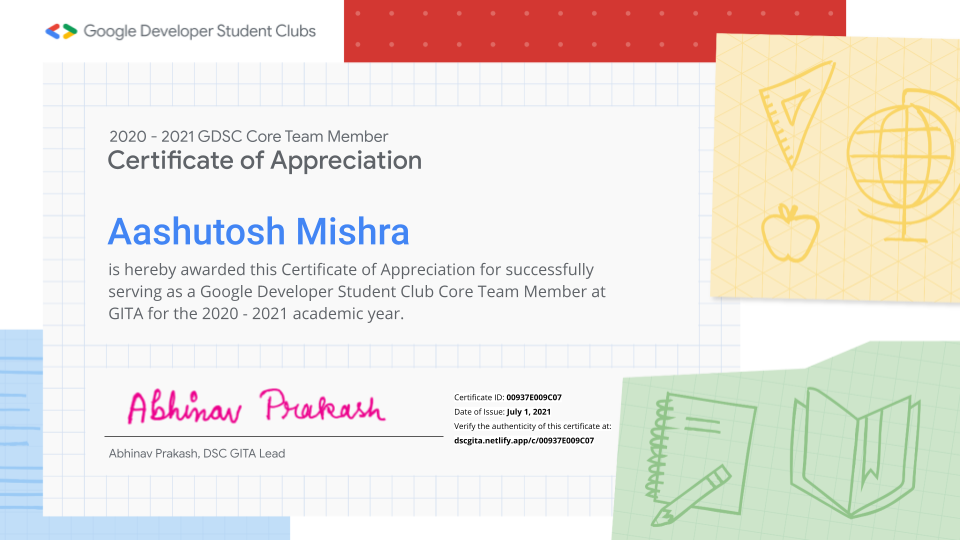 Google Developer Student Clubs
2020 - 2021 GDSC Core Team Member
Certificate of Appreciation
Aashutosh Mishra
is hereby awarded this Certificate of Appreciation for successfully
serving as a Google Developer Student Club Core Team Member at
GITA for the 2020 - 2021 academic year.
Abhinav Prakash
Abhinav Prakash, DSC GITA Lead
Certificate ID: 00937E009C07
Date of Issue: July 1, 2021
Verify the authenticity of this certificate at:
dscgita.netlify.app/c/00937E009C07